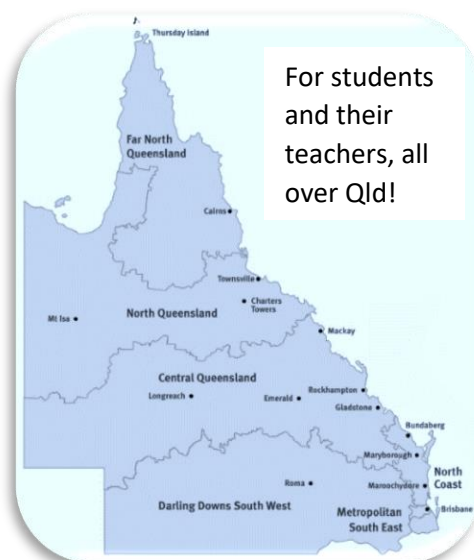 Thursday Island
For students
and their
teachers, all
over Qld!
Far North
Queensland
Cairns
Townsville
Charters
Towers
Mt Isa
North Queensland
Mackay
Central Queensland
Longreach
Emerald
Rockhampton
Gladstone
Bundaberg
Maryborough
North
Coast
Maroochydore
Roma
Darling Downs South West
Metropolitan
South East
Brisbane